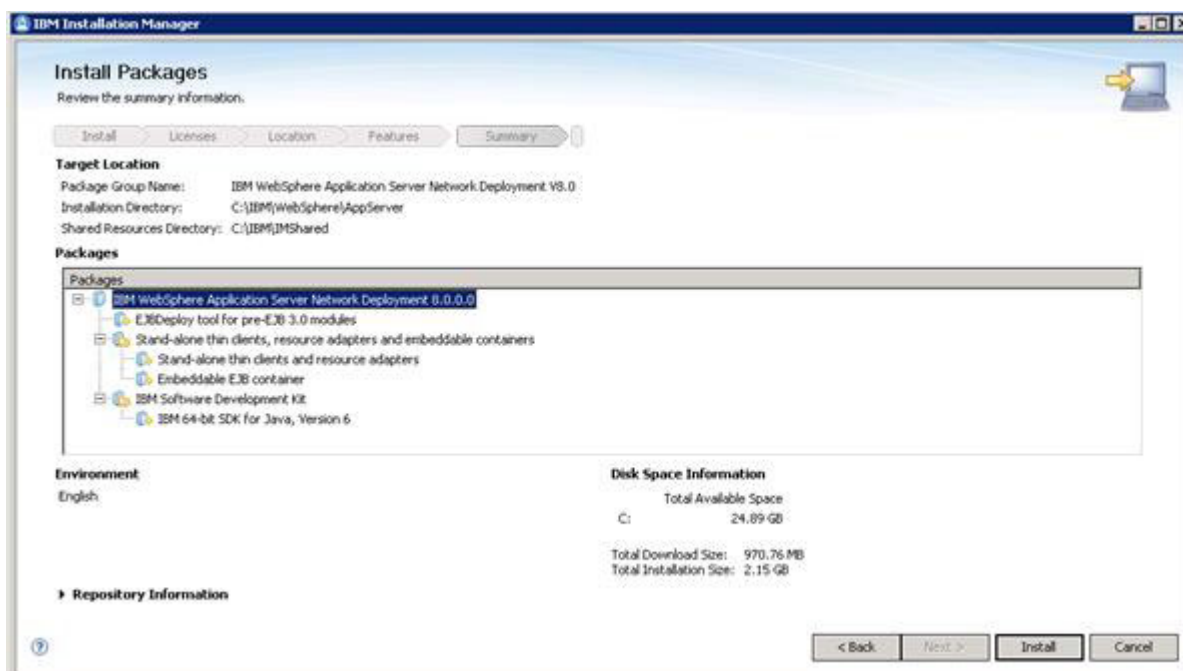 IBM Installation Manager
Install Packages
Review the summary information.
Install Licenses Location Features Summary
Target Location
Package Group Name: IBM WebSphere Application Server Network Deployment V8.0
Installation Directory: C:\IBM\WebSphere\AppServer
Shared Resources Directory: C:\IBM\IMShared
Packages
Packages
IBM WebSphere Application Server Network Deployment 8.0.0.0
EJBDeploy tool for pre-EJB 3.0 modules
Stand-alone thin clients, resource adapters and embeddable containers
Stand-alone thin clients and resource adapters
Embeddable EJB container
IBM Software Development Kit
IBM 64-bit SDK for Java, Version 6
Environment
English
Disk Space Information
Total Available Space
C: 24.89 GB
Total Download Size: 970.76 MB
Total Installation Size: 2.15 GB
Repository Information
? < Back Next > Install Cancel